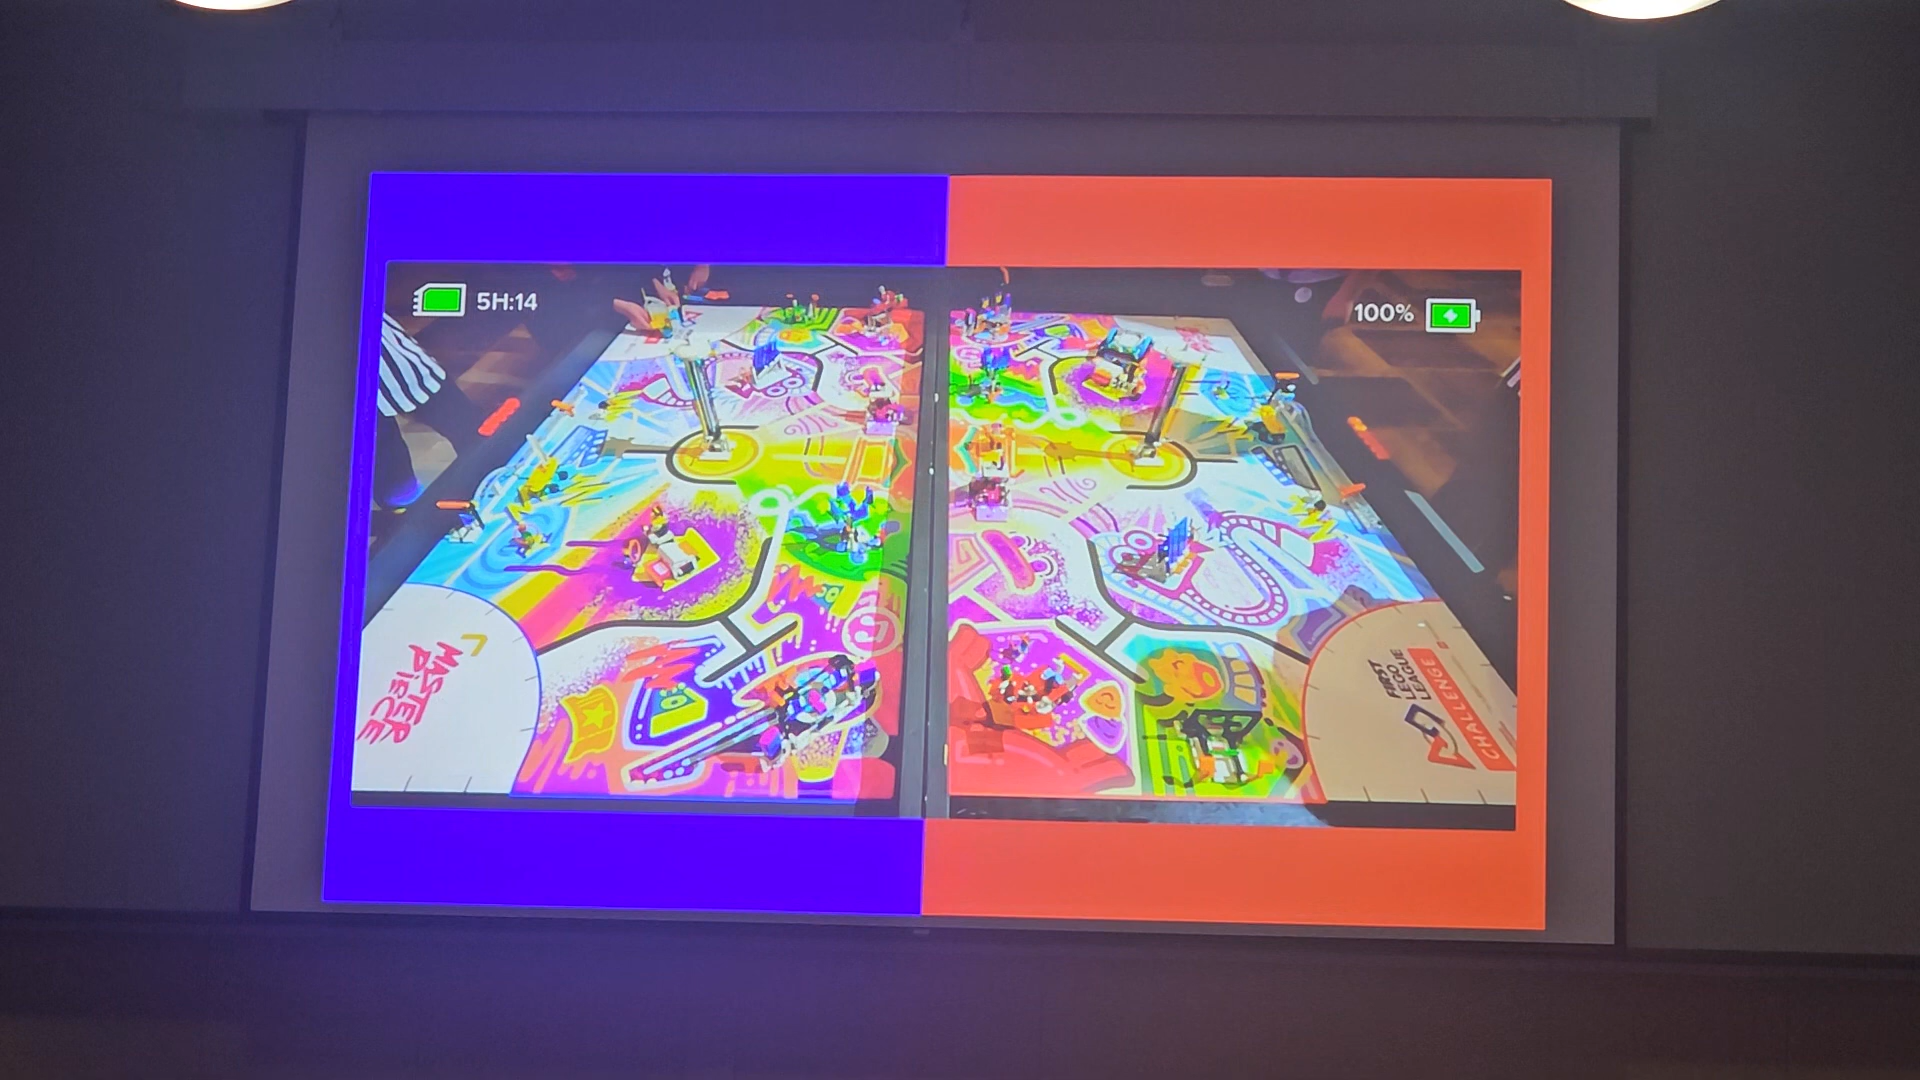 5H:14
100%
MASTER
PIECE
FIRST
LEGO
LEAGUE
CHALLENGE